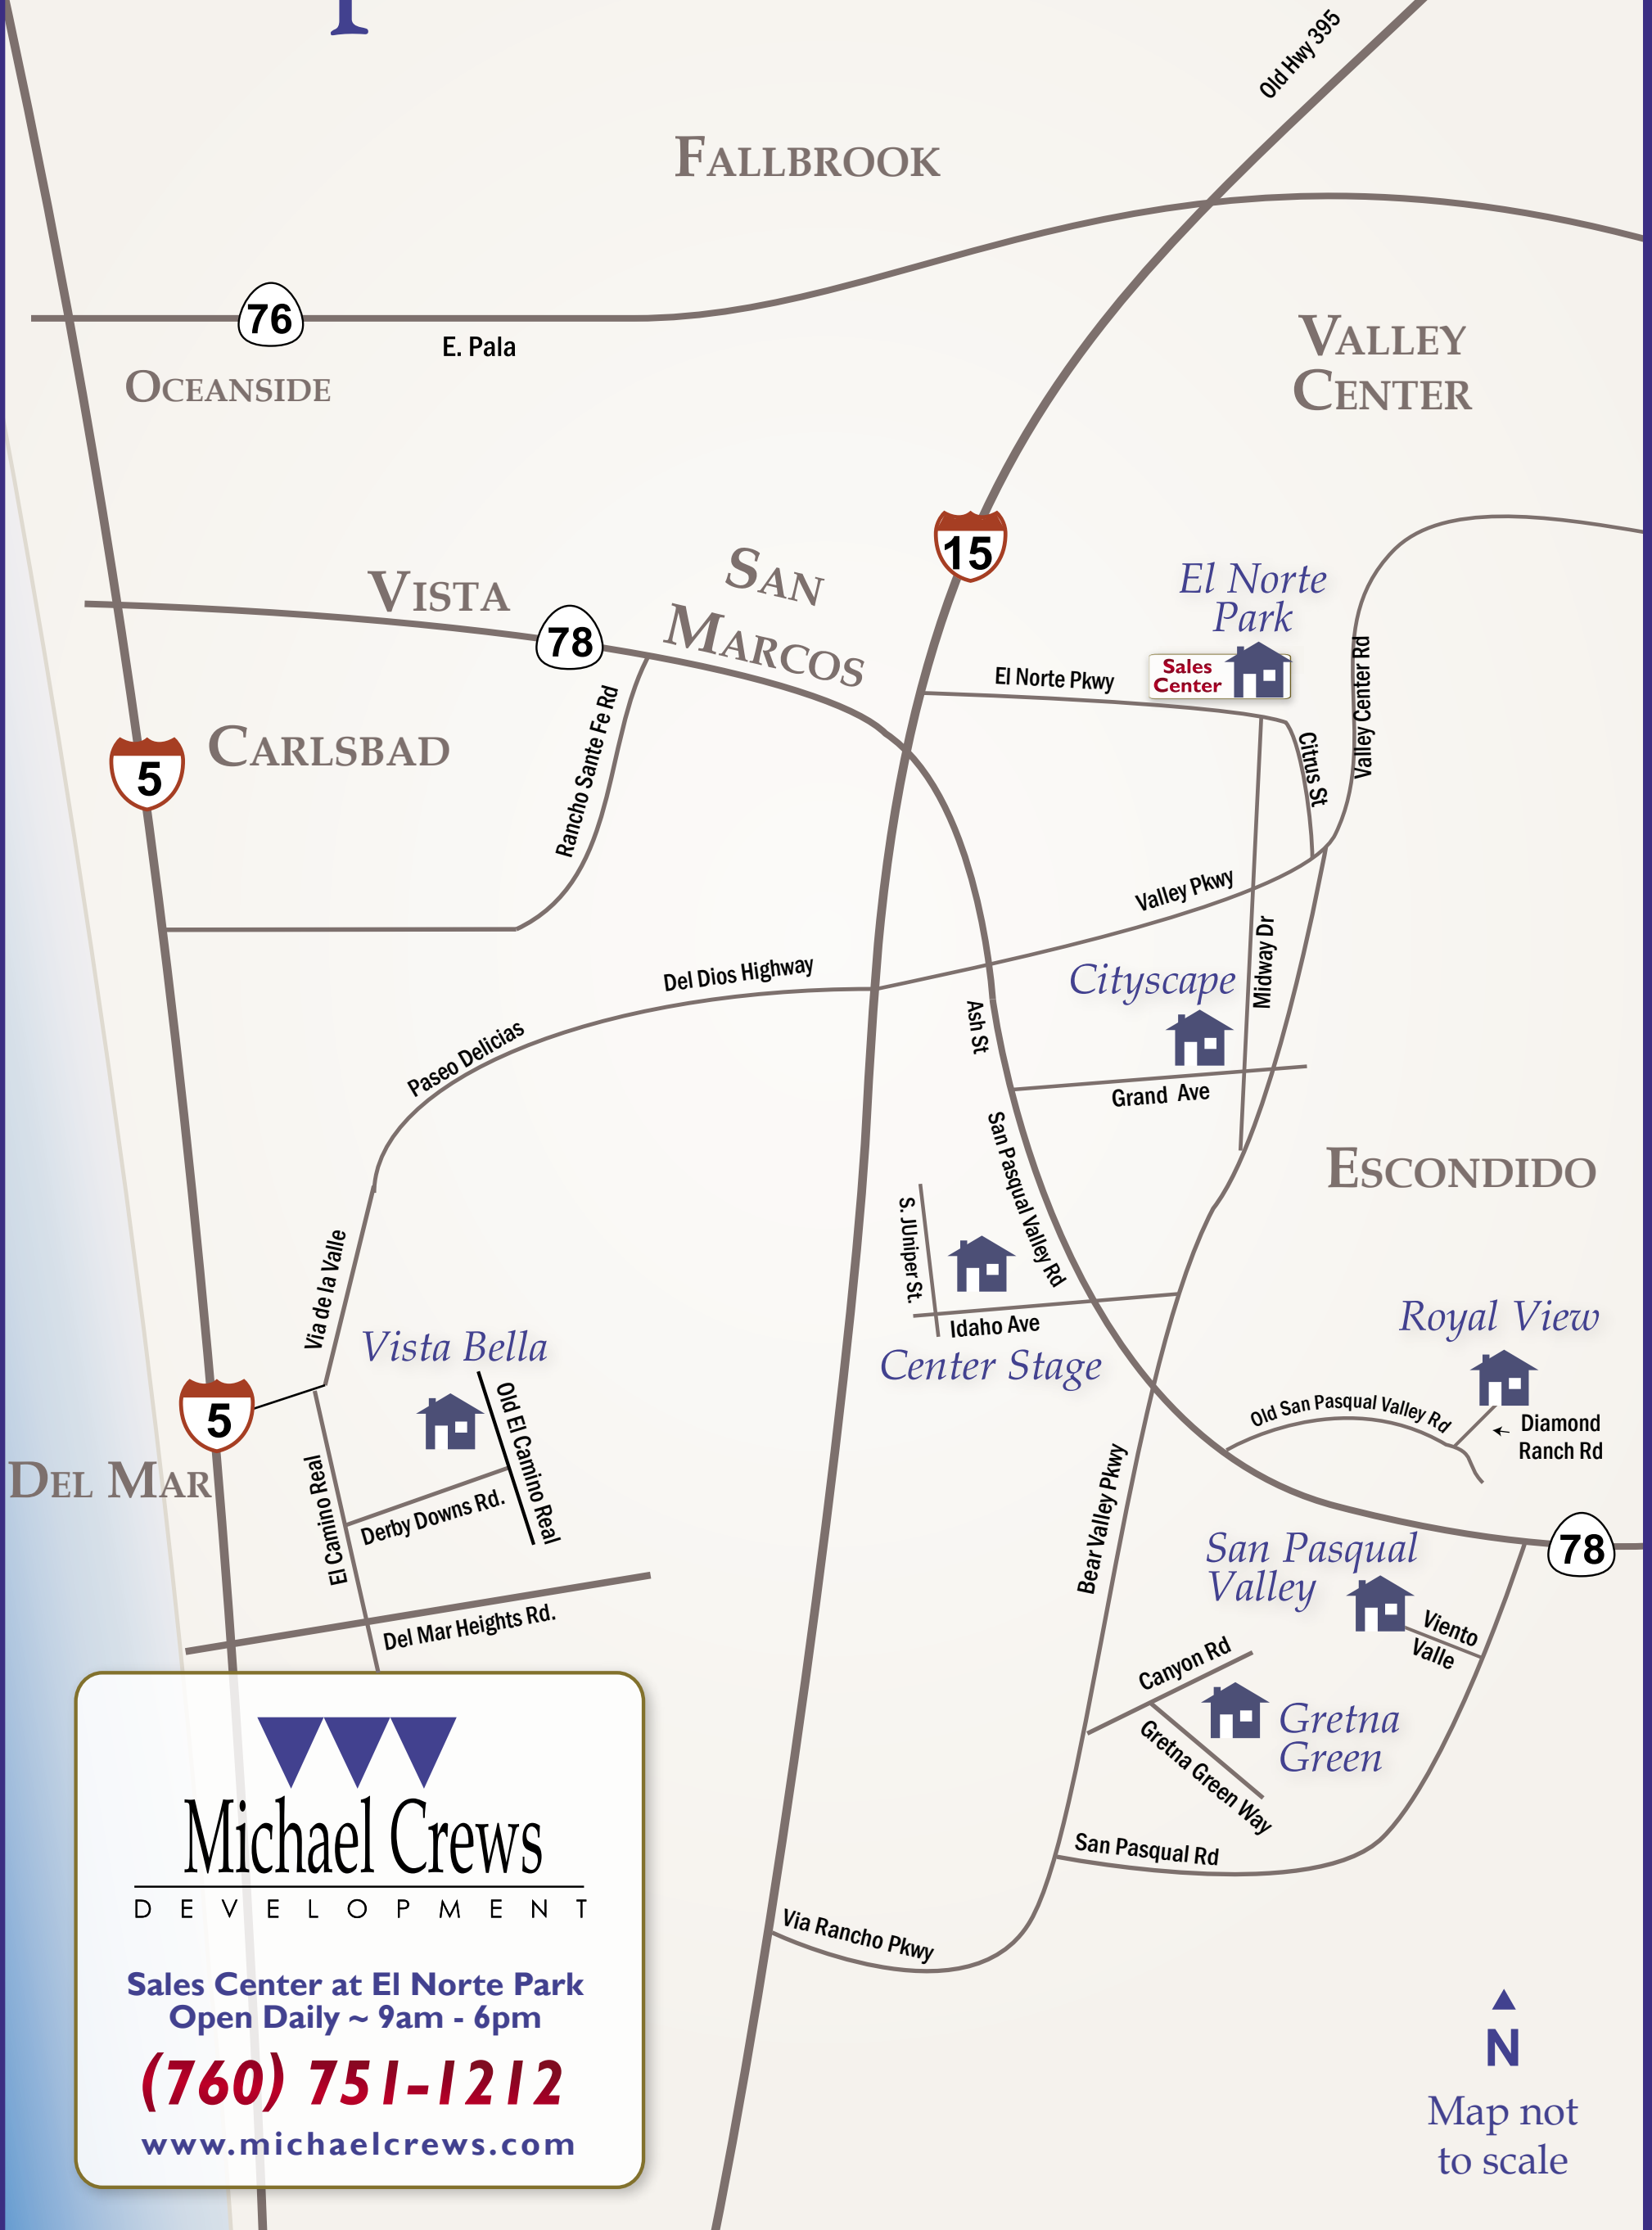 Old Hwy 395
FALLBROOK
76
E. Pala
OCEANSIDE
VALLEY
CENTER
15
SAN
MARCOS
VISTA
78
El Norte
Park
Sales
Center
El Norte Pkwy
Valley Center Rd
Citrus St
Rancho Sante Fe Rd
CARLSBAD
5
Valley Pkwy
Midway Dr
Cityscape
Del Dios Highway
Paseo Delicias
Ash St
Grand Ave
San Pasqual Valley Rd
ESCONDIDO
S. JUniper St.
Idaho Ave
Center Stage
Via de la Valle
Vista Bella
5
Old El Camino Real
El Camino Real
Derby Downs Rd.
DEL MAR
Del Mar Heights Rd.
Royal View
Old San Pasqual Valley Rd
Diamond
Ranch Rd
Bear Valley Pkwy
78
San Pasqual
Valley
Viento
Valle
Canyon Rd
Gretna
Green
Gretna Green Way
San Pasqual Rd
Via Rancho Pkwy
Michael Crews
DEVELOPMENT
Sales Center at El Norte Park
Open Daily ~ 9am - 6pm
(760) 751-1212
www.michaelcrews.com
N
Map not
to scale